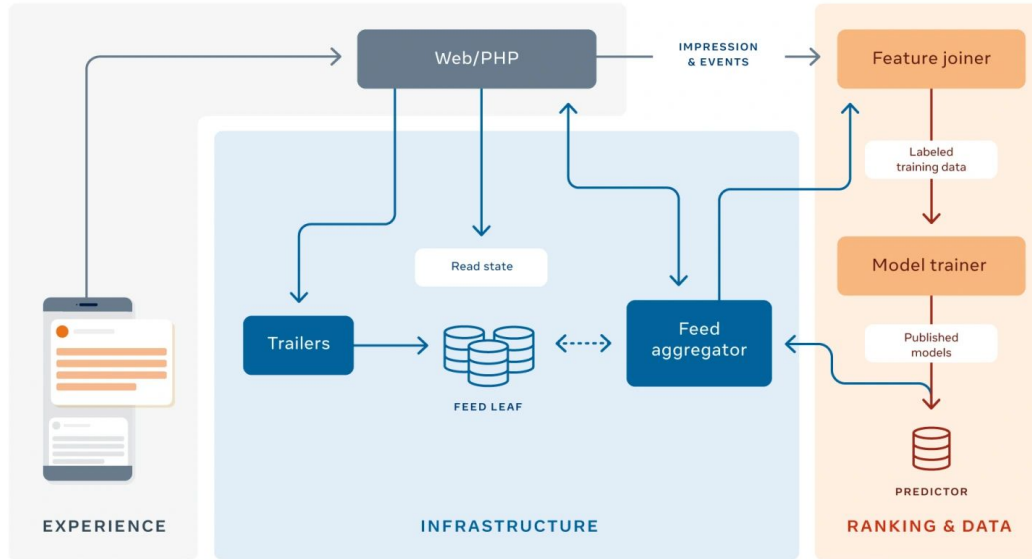 Web/PHP
IMPRESSION
& EVENTS
Feature joiner
Labeled
training data
Read state
Model trainer
Trailers
Feed
aggregator
Published
models
FEED LEAF
PREDICTOR
EXPERIENCE
INFRASTRUCTURE
RANKING & DATA